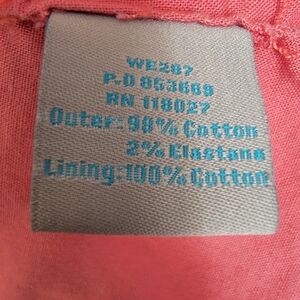 WE287
P.O 853689
RN 118027
Outer: 98% Cotton
2% Elastane
Lining: 100% Cotton